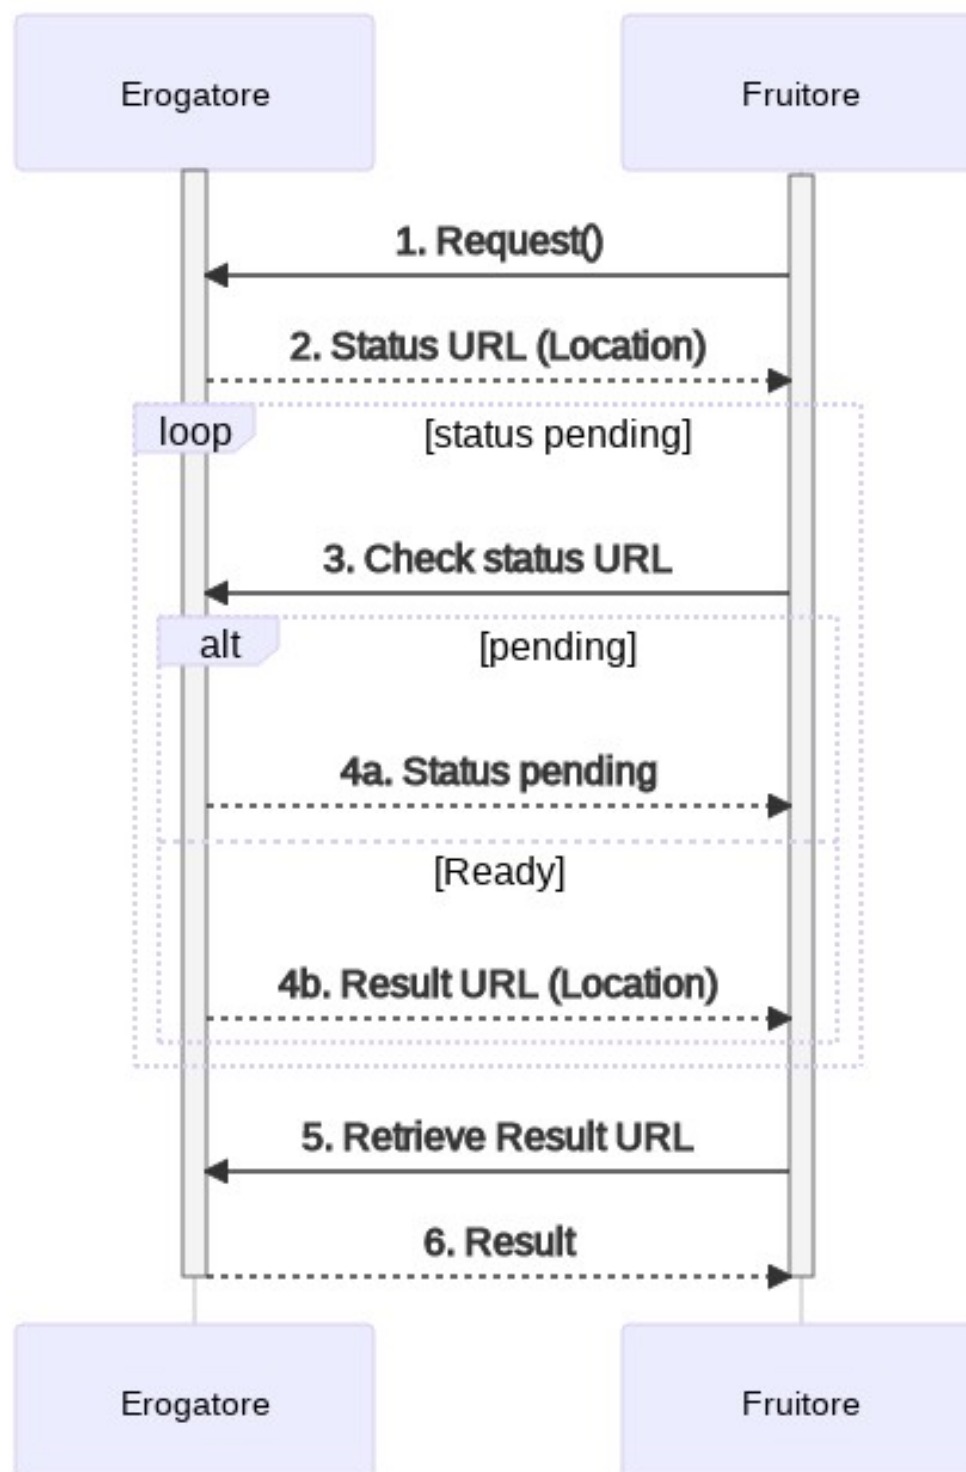 Erogatore
Fruitore
1. Request()
2. Status URL (Location)
loop
[status pending]
3. Check status URL
alt
[pending]
4a. Status pending
[Ready]
4b. Result URL (Location)
5. Retrieve Result URL
6. Result
Erogatore
Fruitore